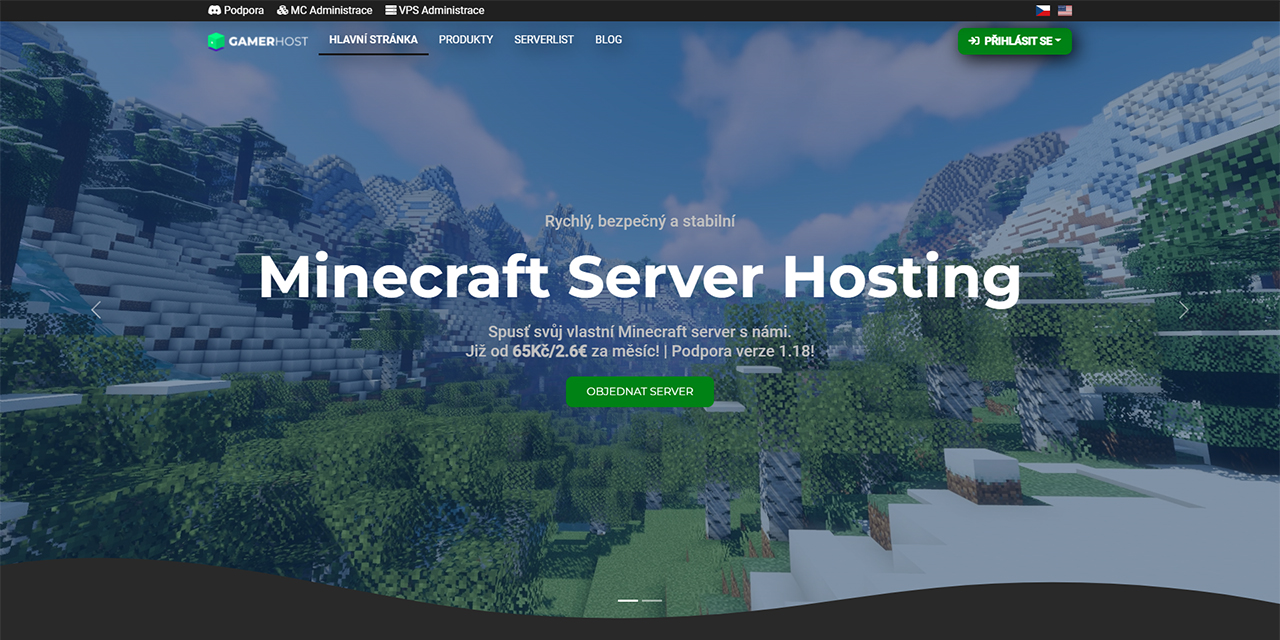 Podpora MC Administrace VPS Administrace
GAMERHOST HLAVNÍ STRÁNKA PRODUKTY SERVERLIST BLOG PŘIHLÁSIT SE
Rychlý, bezpečný a stabilní
Minecraft Server Hosting
Spusť svůj vlastní Minecraft server s námi.
Již od 65Kč/2.6€ za měsíc! | Podpora verze 1.18!
OBJEDNAT SERVER